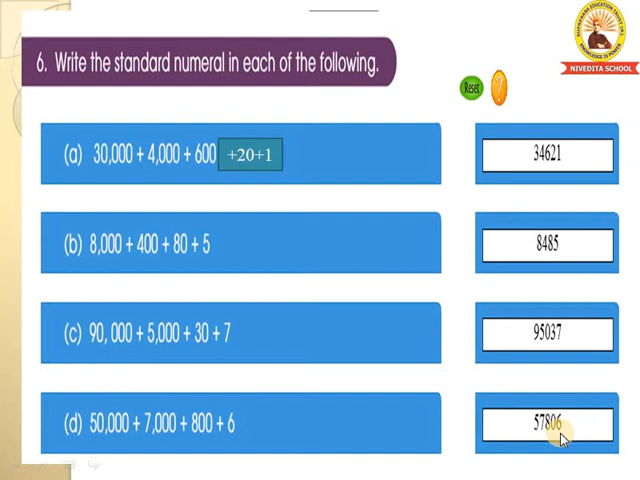 6. Write the standard numeral in each of the following.
Reset ?
NIVEDITA SCHOOL
(a) 30,000 + 4,000 + 600 +20+1
34621
(b) 8,000 + 400 + 80 + 5
8485
(c) 90, 000 + 5,000 + 30 + 7
95037
(d) 50,000 + 7,000 + 800 + 6
57806